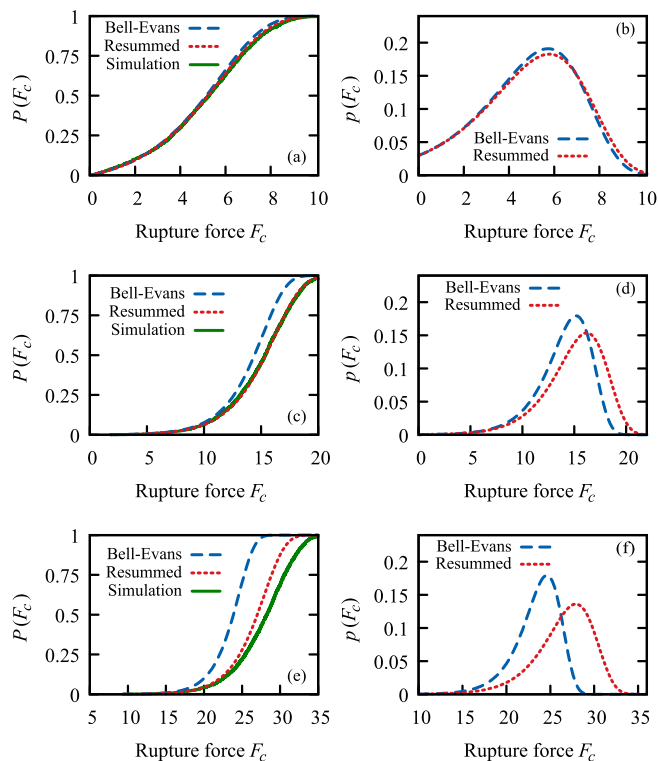 1
0.75
0.5
0.25
0
P(F_c)
Bell-Evans
Resummed
Simulation
(a)
0 2 4 6 8 10
Rupture force F_c
0.2
0.15
0.1
0.05
0
p(F_c)
(b)
Bell-Evans
Resummed
0 2 4 6 8 10
Rupture force F_c
1
0.75
0.5
0.25
0
P(F_c)
Bell-Evans
Resummed
Simulation
(c)
0 5 10 15 20
Rupture force F_c
0.2
0.15
0.1
0.05
0
p(F_c)
Bell-Evans
Resummed
(d)
0 5 10 15 20
Rupture force F_c
1
0.75
0.5
0.25
0
P(F_c)
Bell-Evans
Resummed
Simulation
(e)
5 10 15 20 25 30 35
Rupture force F_c
0.2
0.15
0.1
0.05
0
p(F_c)
Bell-Evans
Resummed
(f)
10 15 20 25 30 35
Rupture force F_c